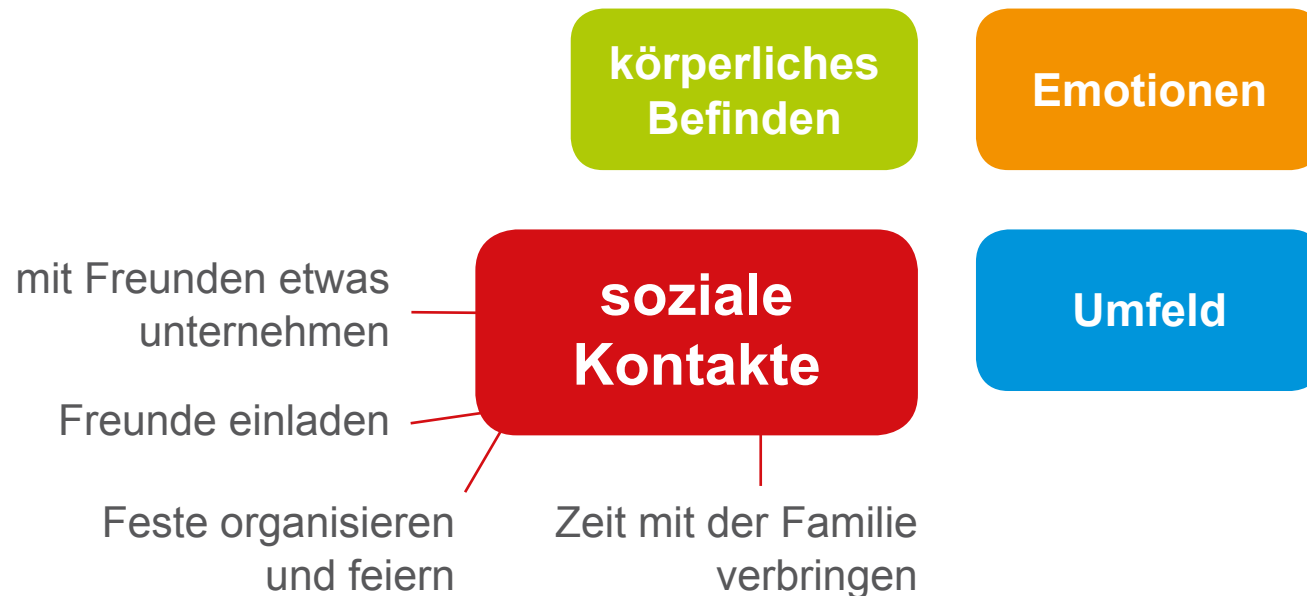 körperliches
Befinden
Emotionen
mit Freunden etwas
unternehmen
soziale
Kontakte
Umfeld
Freunde einladen
Feste organisieren
und feiern
Zeit mit der Familie
verbringen